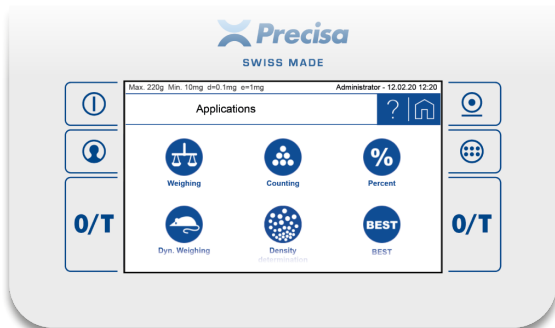 Precisa
SWISS MADE
Max. 220g Min. 10mg d=0.1mg e=1mg
Administrator - 12.02.20 12:20
Applications
?
%
Weighing
Counting
Percent
0/T
0/T
BEST
Dyn. Weighing
Density
determination
BEST